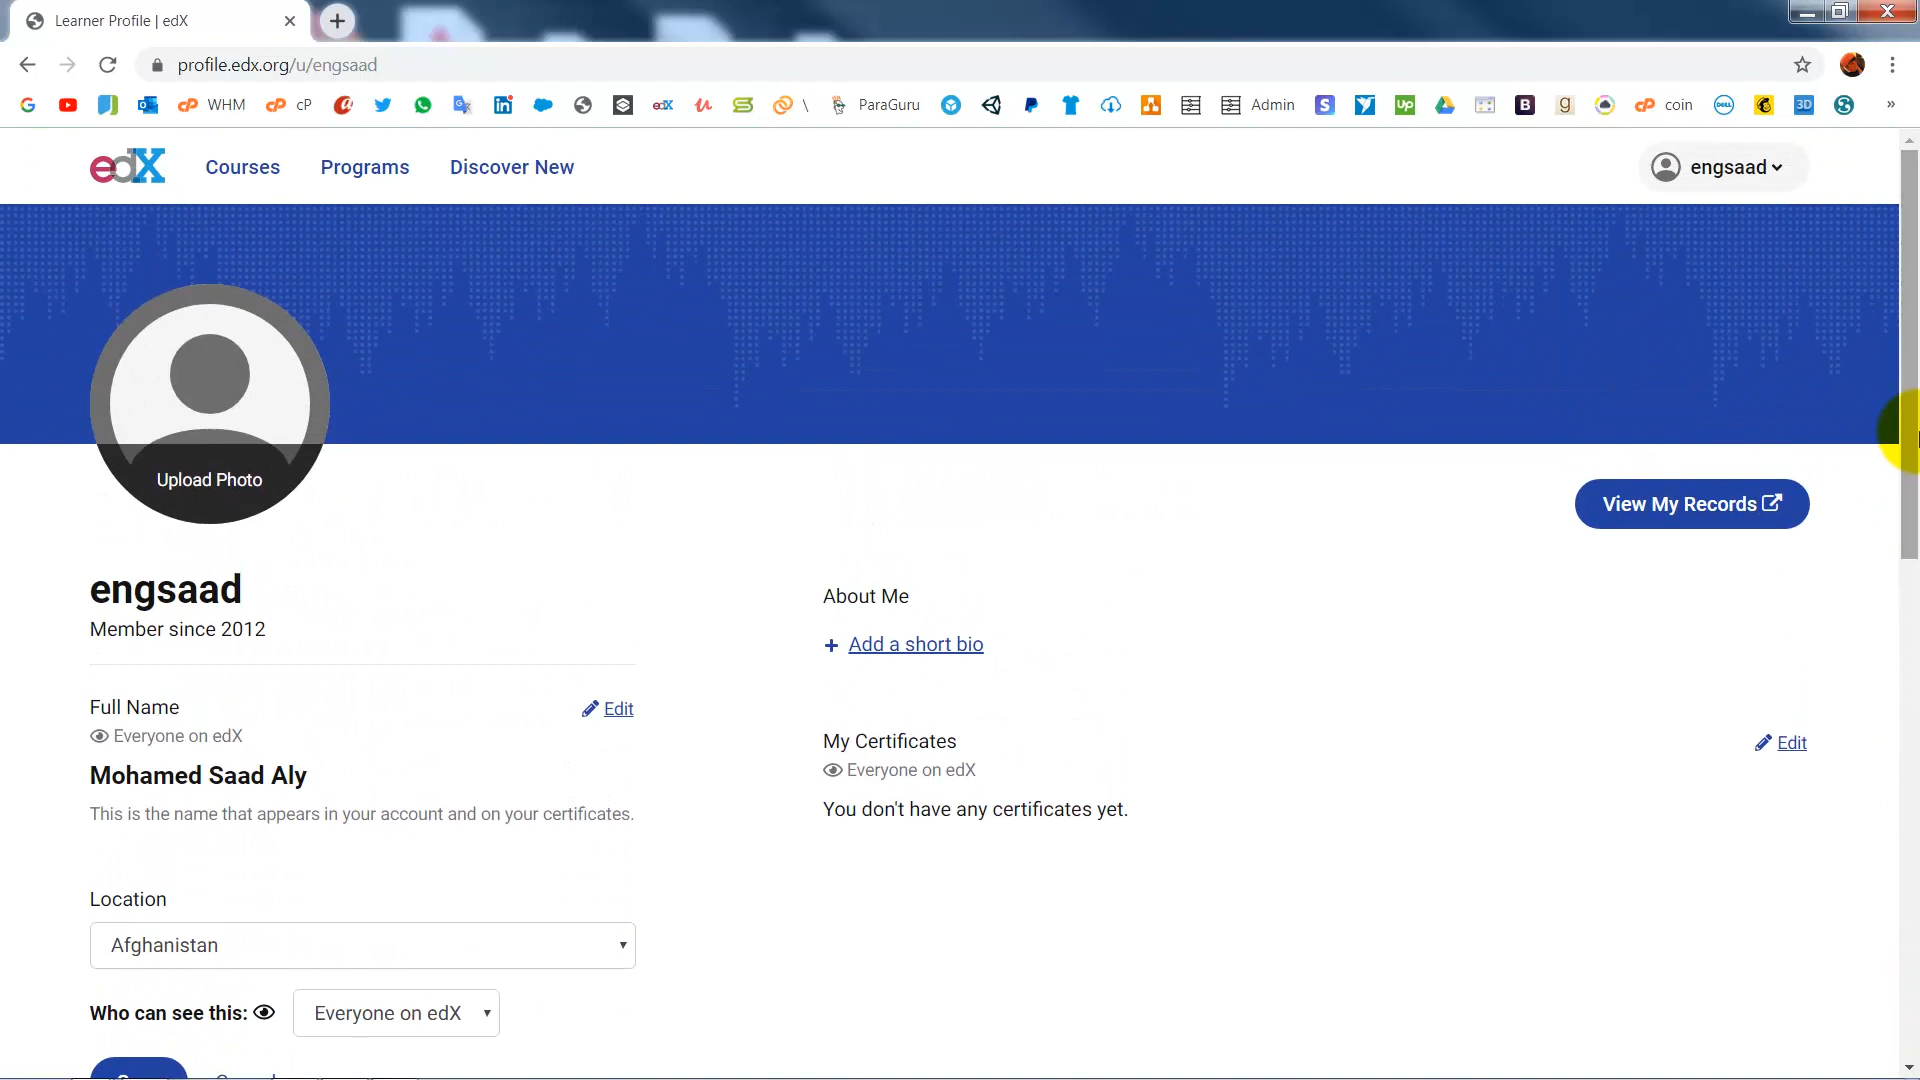 Learner Profile | edX
profile.edx.org/u/engsaad
WHM cP \ ParaGuru Admin coin
edX Courses Programs Discover New engsaad
Upload Photo
View My Records
engsaad
Member since 2012
About Me
+ Add a short bio
Full Name Edit
Everyone on edX
Mohamed Saad Aly
This is the name that appears in your account and on your certificates.
My Certificates Edit
Everyone on edX
You don't have any certificates yet.
Location
Afghanistan
Who can see this: Everyone on edX